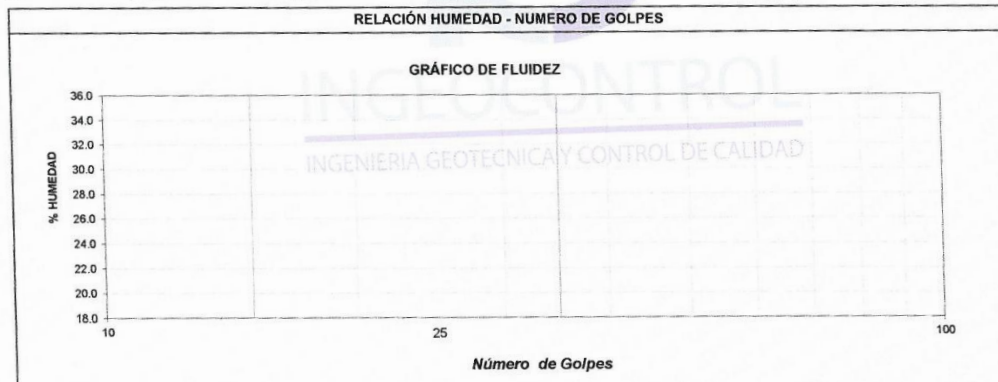 RELACIÓN HUMEDAD - NUMERO DE GOLPES
GRÁFICO DE FLUIDEZ
INGEOCONTROL
INGENIERIA GEOTECNICA Y CONTROL DE CALIDAD
% HUMEDAD
36.0
34.0
32.0
30.0
28.0
26.0
24.0
22.0
20.0
18.0
10 25 100
Número de Golpes